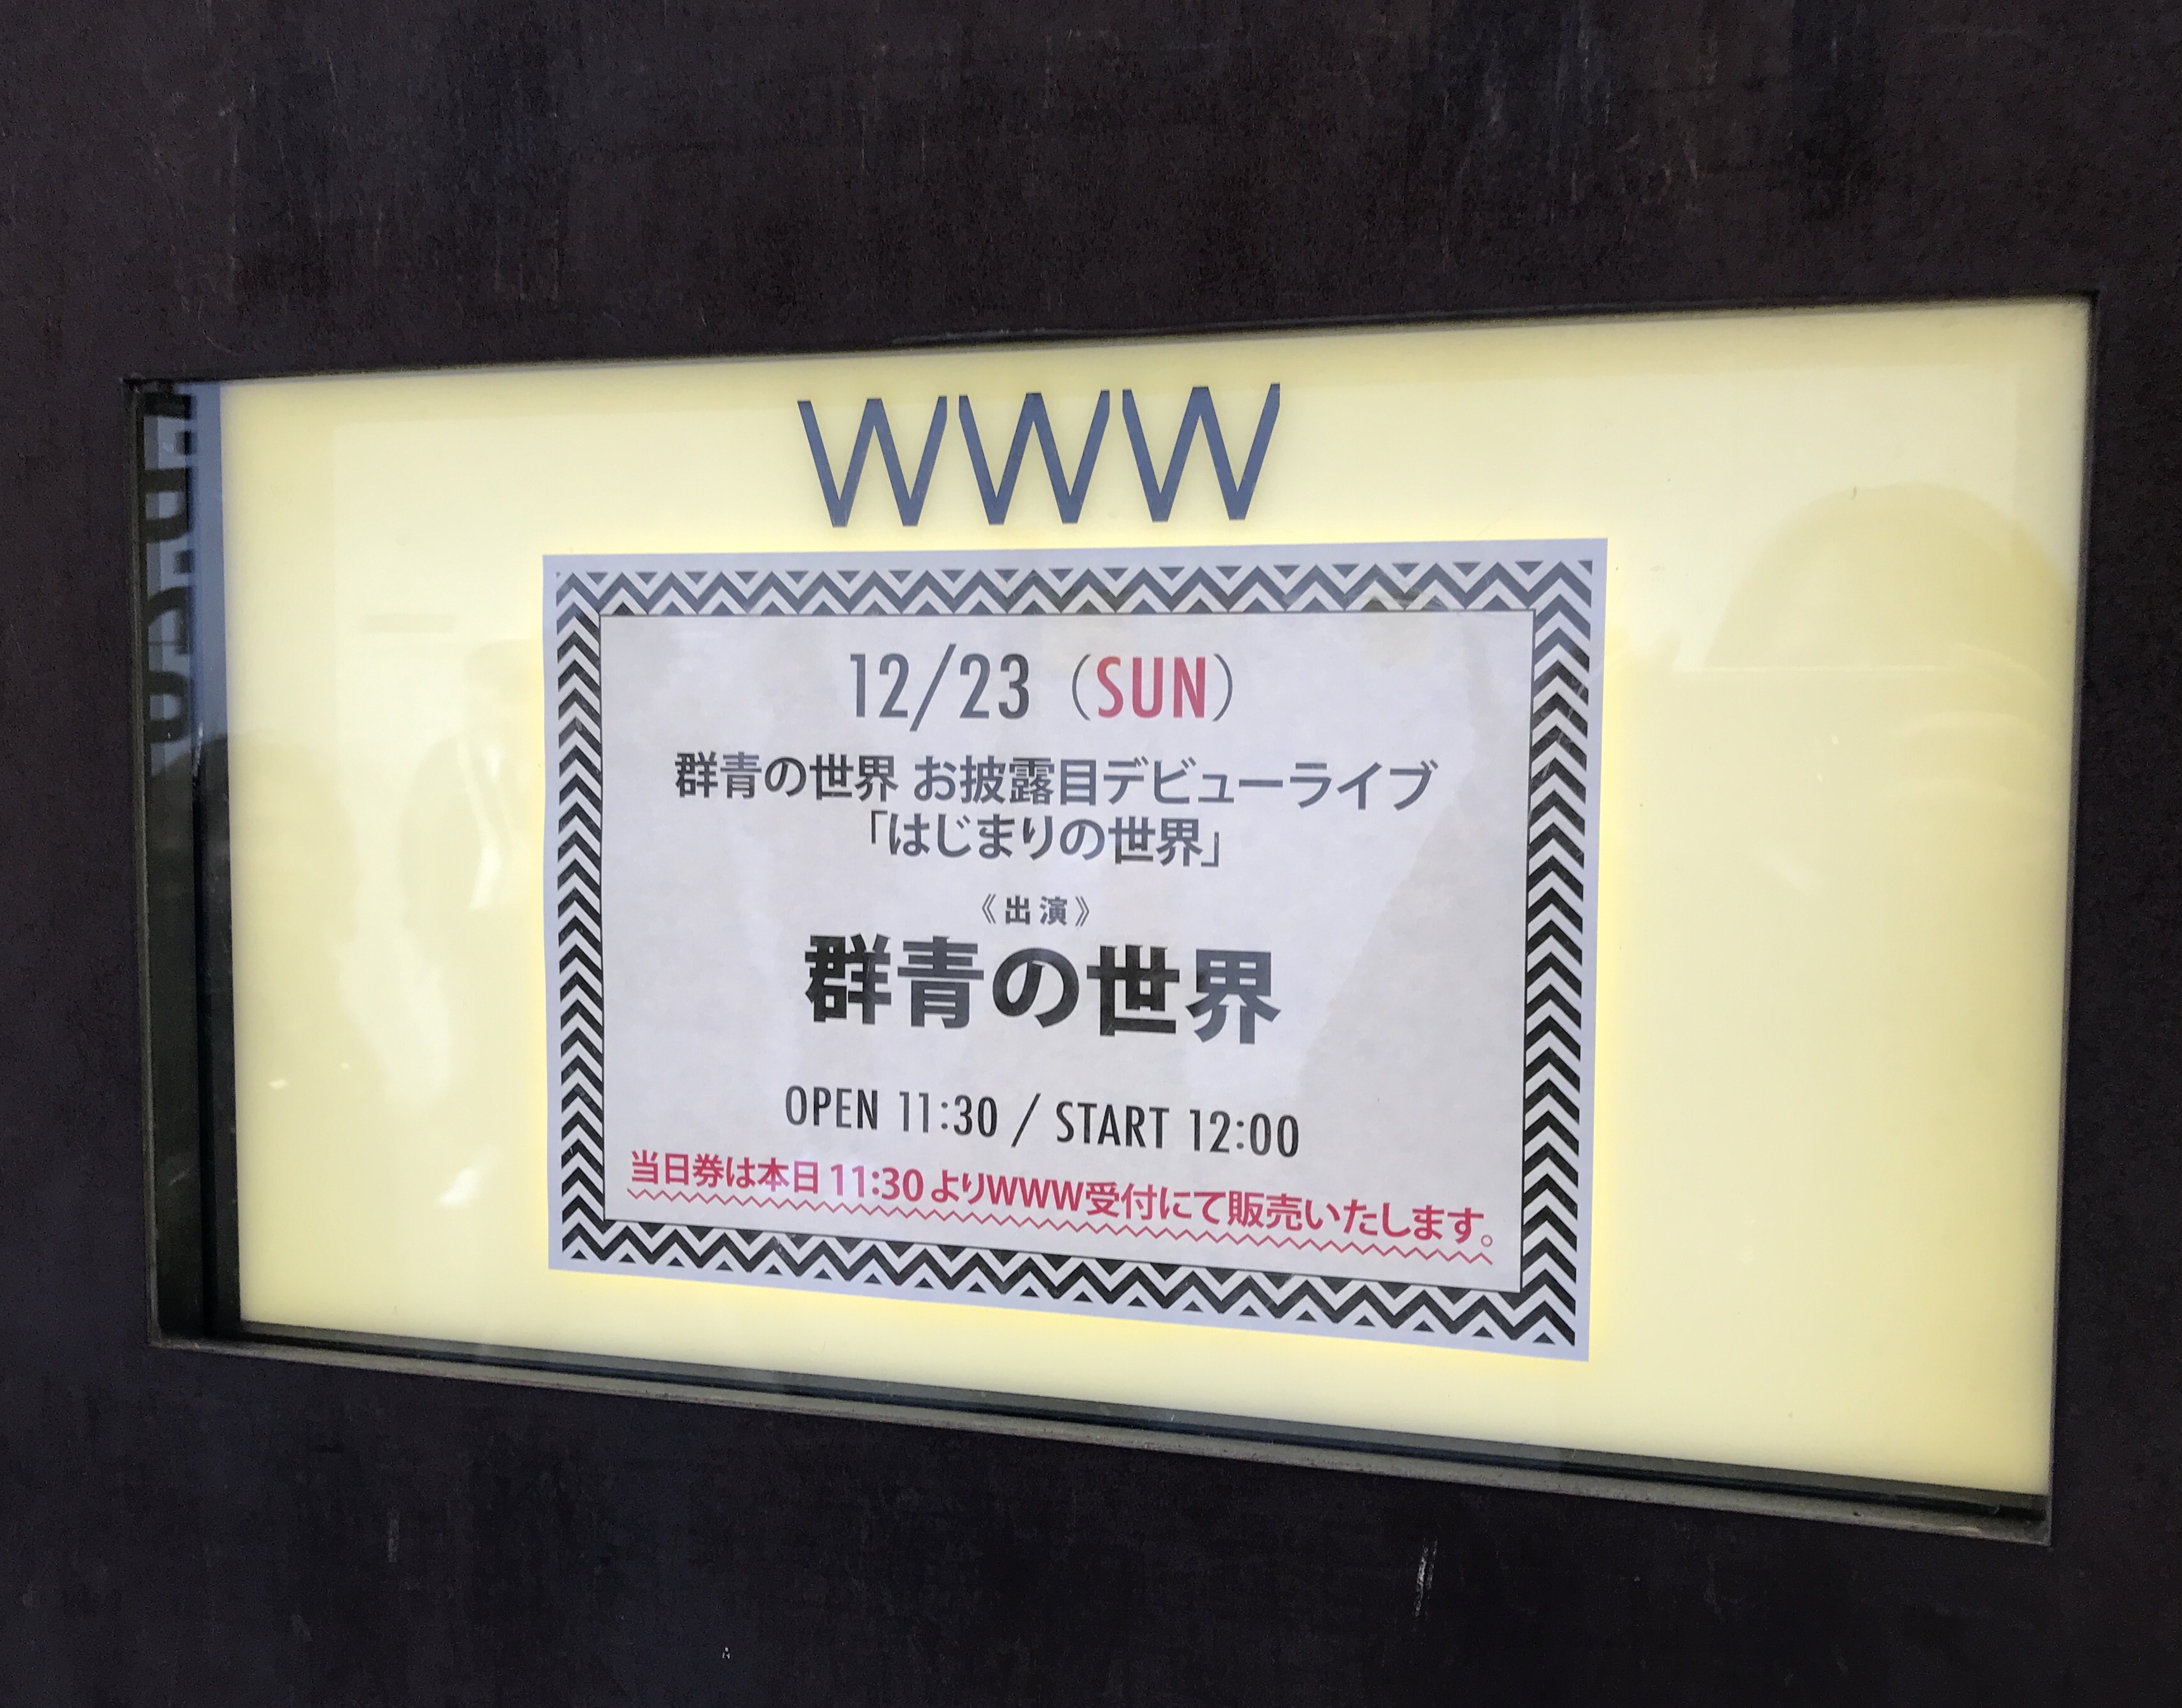 WWW
12/23（SUN）
群青の世界 お披露目デビューライブ
「はじまりの世界」
《出演》
群青の世界
OPEN 11:30 / START 12:00
当日券は本日 11:30 よりWWW受付にて販売いたします。